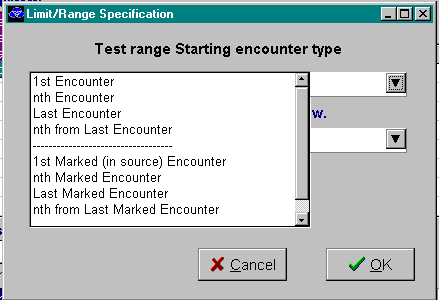 Limit/Range Specification
Test range Starting encounter type
1st Encounter
nth Encounter
Last Encounter
nth from Last Encounter
w.
-----------------------------------
1st Marked (in source) Encounter
nth Marked Encounter
Last Marked Encounter
nth from Last Marked Encounter
Cancel
OK